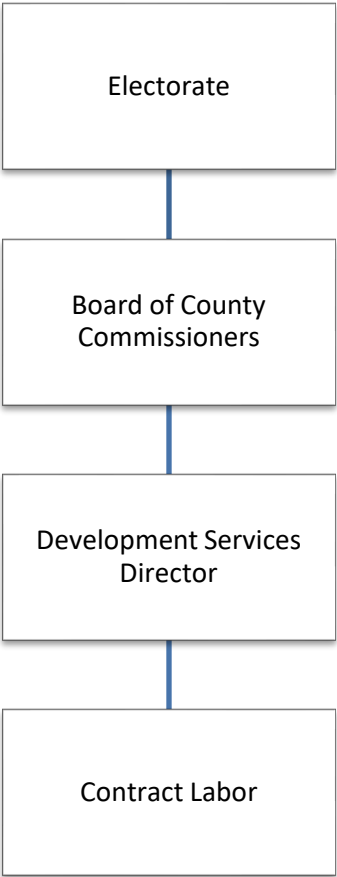 Electorate
Board of County
Commissioners
Development Services
Director
Contract Labor